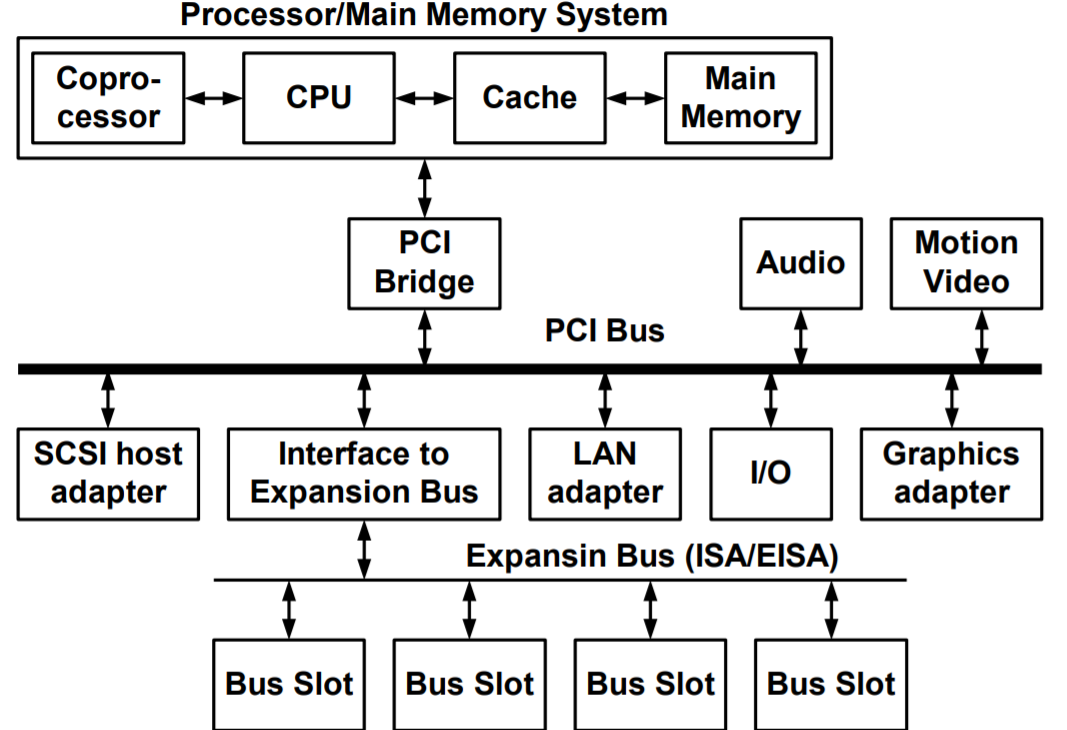 Processor/Main Memory System
Copro-
cessor
CPU
Cache
Main
Memory
PCI
Bridge
Audio
Motion
Video
PCI Bus
SCSI host
adapter
Interface to
Expansion Bus
LAN
adapter
I/O
Graphics
adapter
Expansin Bus (ISA/EISA)
Bus Slot
Bus Slot
Bus Slot
Bus Slot